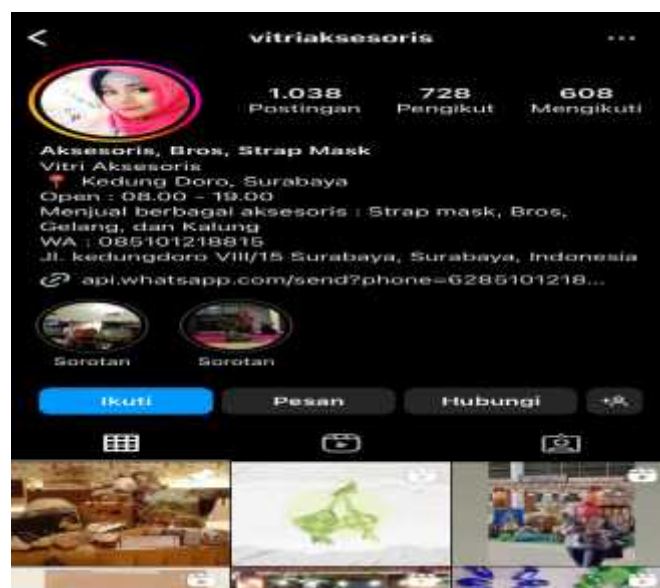 vitriaksesoris
1.038 728 608
Postingan Pengikut Mengikuti
Aksesoris, Bros, Strap Mask
Vitri Aksesoris
Kedung Doro, Surabaya
Open : 08.00 - 19.00
Menjual berbagai aksesoris : Strap mask, Bros,
Gelang, dan Kalung
WA : 085101218815
Jl. kedungdoro VIII/15 Surabaya, Surabaya, Indonesia
api.whatsapp.com/send?phone=6285101218...
Sorotan Sorotan
Ikuti Pesan Hubungi